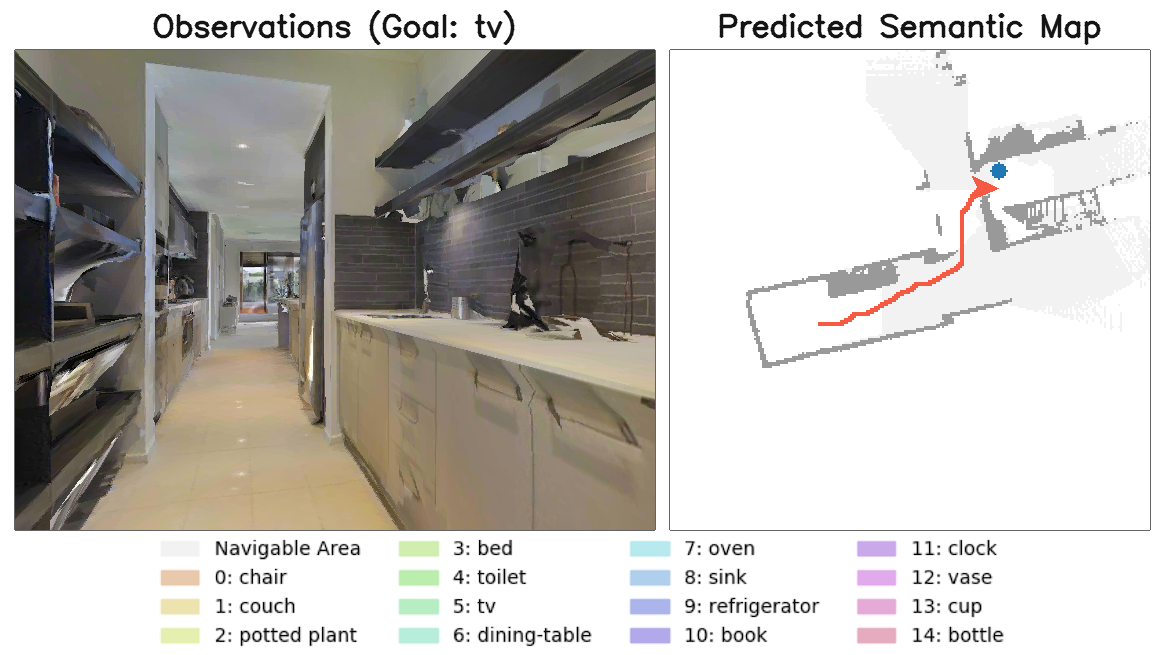 Observations (Goal: tv)
Predicted Semantic Map
Navigable Area
0: chair
1: couch
2: potted plant
3: bed
4: toilet
5: tv
6: dining-table
7: oven
8: sink
9: refrigerator
10: book
11: clock
12: vase
13: cup
14: bottle